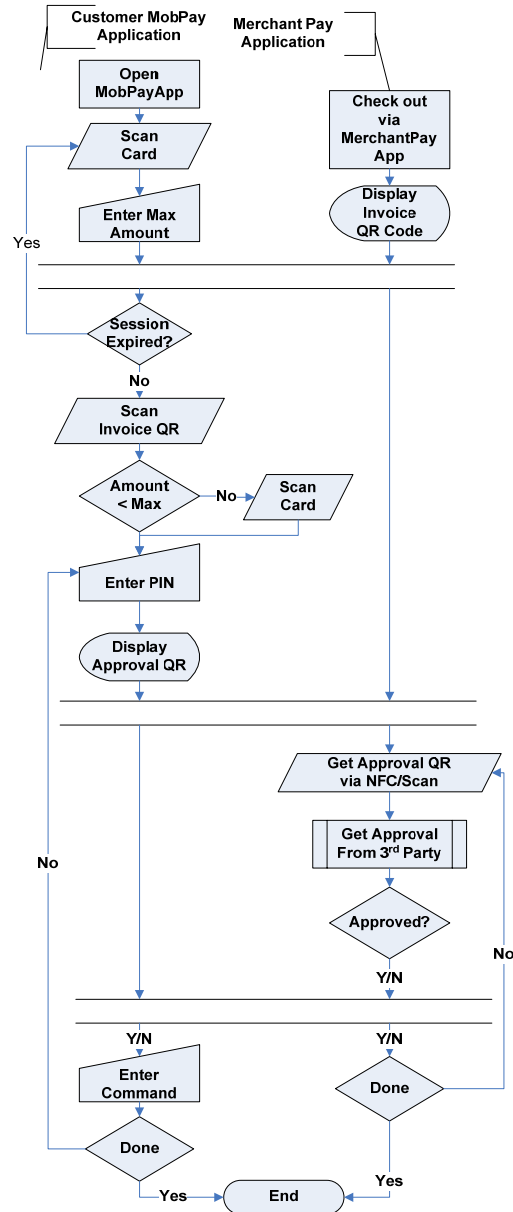 Customer MobPay
Application
Merchant Pay
Application
Open
MobPayApp
Scan
Card
Enter Max
Amount
Yes
Check out
via
MerchantPay
App
Display
Invoice
QR Code
Session
Expired?
No
Scan
Invoice QR
Amount
< Max
No
Scan
Card
Enter PIN
Display
Approval QR
Get Approval QR
via NFC/Scan
Get Approval
From 3rd Party
Approved?
No
No
Y/N
Y/N
Y/N
Enter
Command
Done
Done
Yes
Yes
End